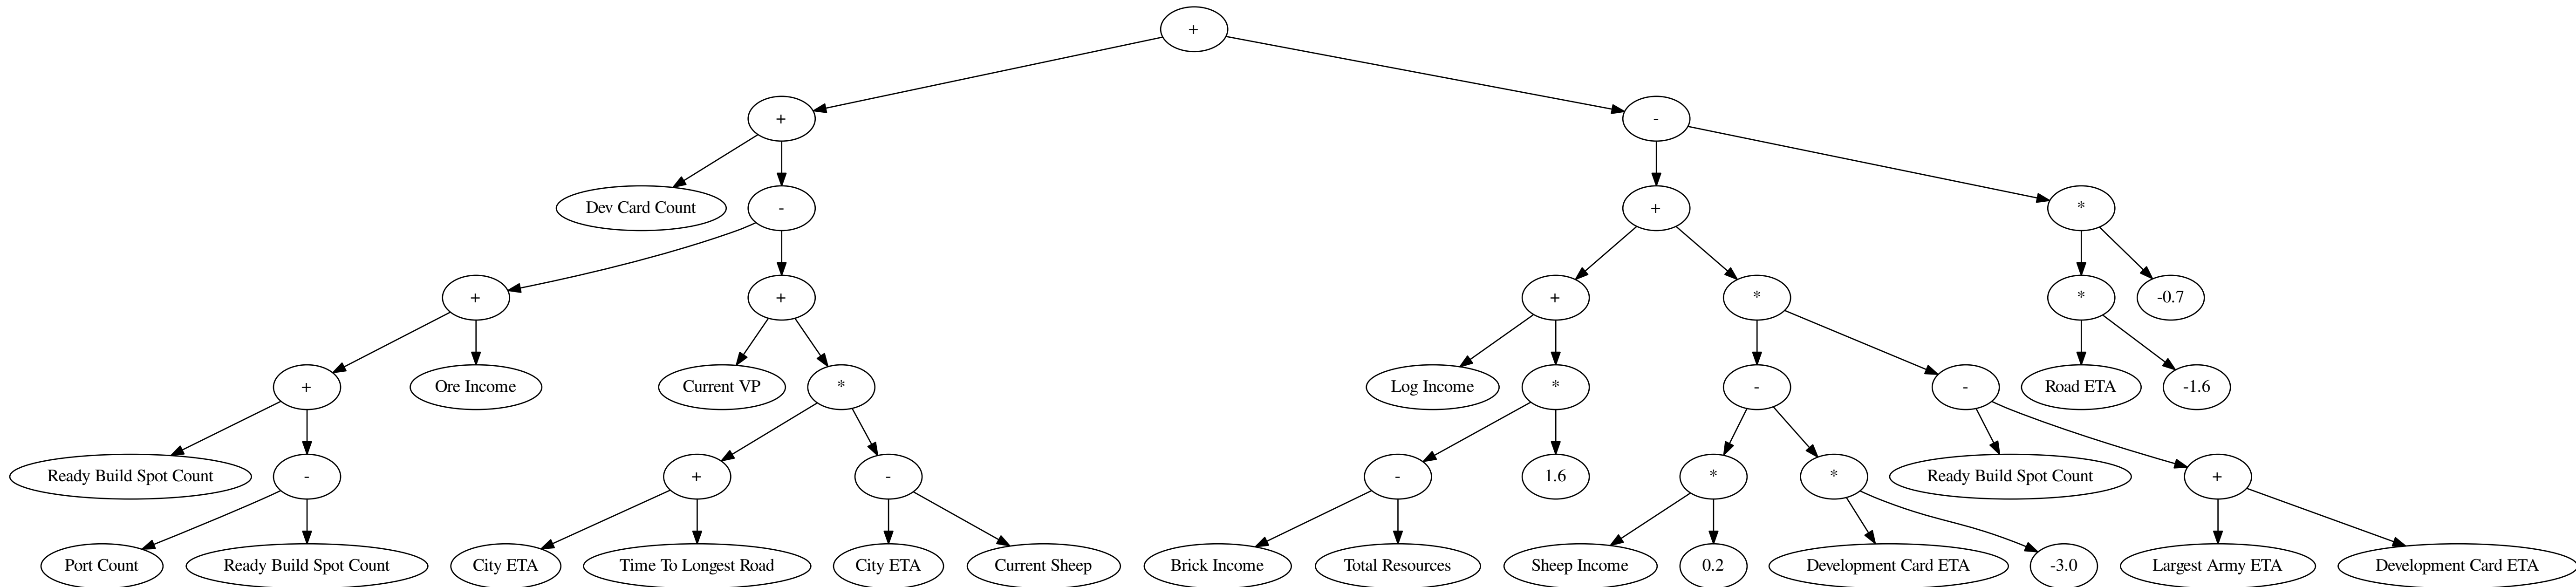 +
+
-
Dev Card Count
-
+
*
+
+
+
*
*
-0.7
+
Ore Income
Current VP
*
Log Income
*
-
-
Road ETA
-1.6
Ready Build Spot Count
-
+
-
-
1.6
*
*
Ready Build Spot Count
+
Port Count
Ready Build Spot Count
City ETA
Time To Longest Road
City ETA
Current Sheep
Brick Income
Total Resources
Sheep Income
0.2
Development Card ETA
-3.0
Largest Army ETA
Development Card ETA